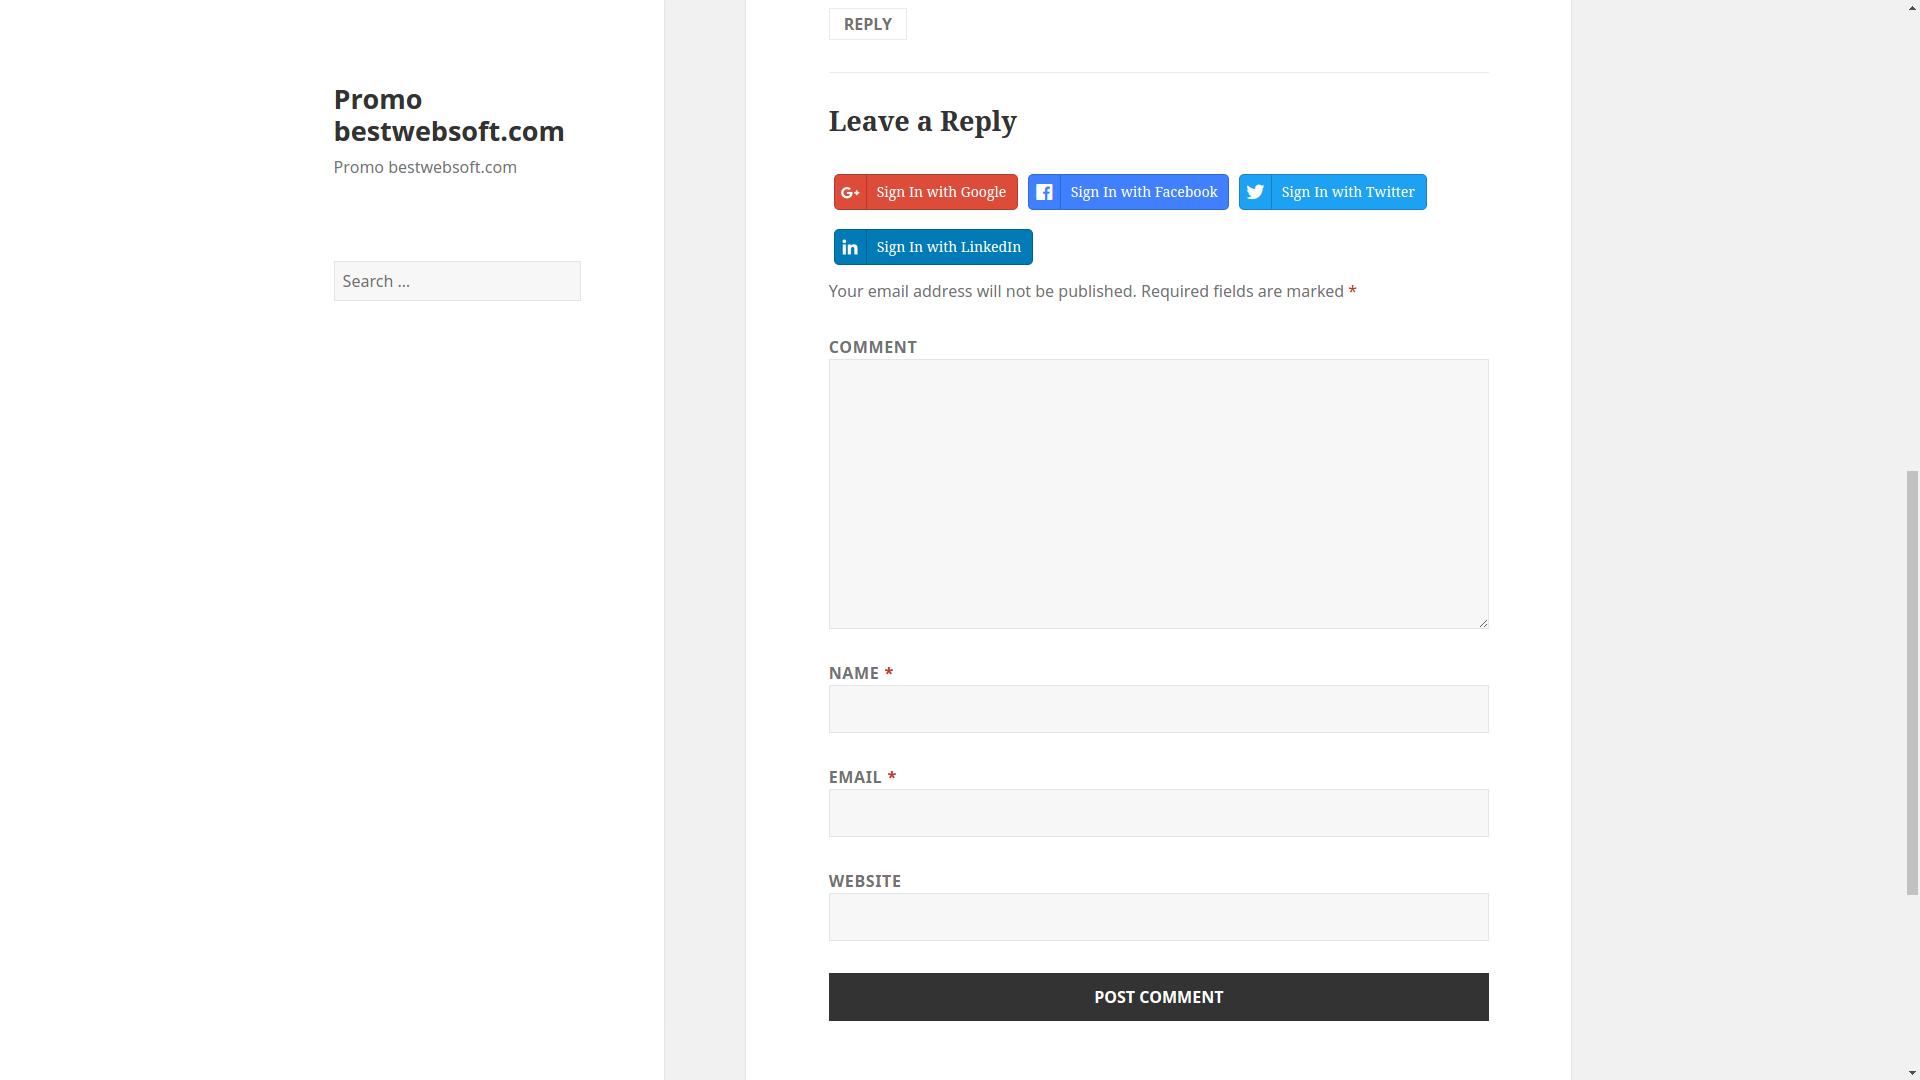 Promo
bestwebsoft.com
Promo bestwebsoft.com
Search ...
REPLY
Leave a Reply
Sign In with Google
Sign In with Facebook
Sign In with Twitter
Sign In with LinkedIn
Your email address will not be published. Required fields are marked *
COMMENT
NAME *
EMAIL *
WEBSITE
POST COMMENT